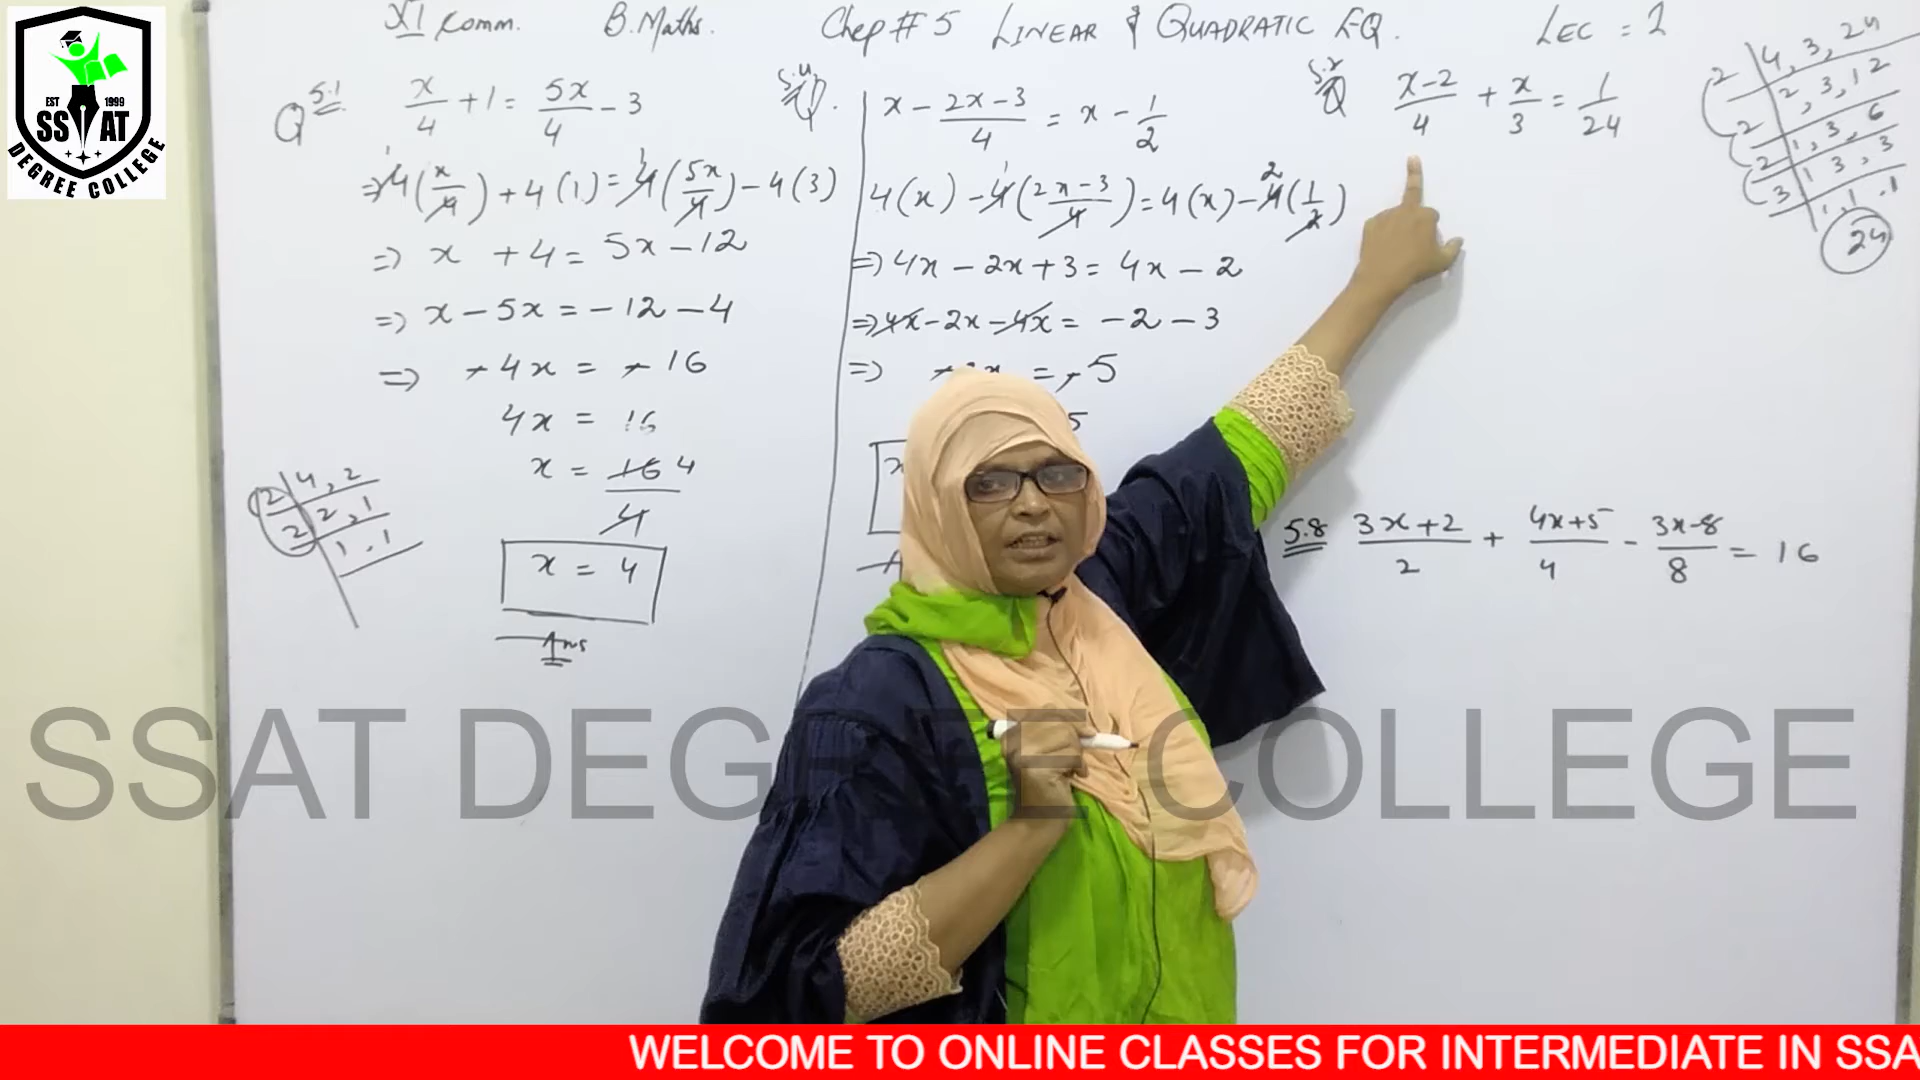 XI Comm. B.Maths. Chep # 5 LINEAR & QUADRATIC EQ. LEC = 2
EST 1999
SSAT
DEGREE COLLEGE
Q 5.1 x/4 + 1 = 5x/4 - 3
=> 4(x/4) + 4(1) = 4(5x/4) - 4(3)
=> x + 4 = 5x - 12
=> x - 5x = -12 - 4
=> -4x = -16
4x = 16
x = 16/4 4
x = 4
Ans
2 | 4, 2
2 | 2, 1
1, 1
5.4 Q. x - 2x-3/4 = x - 1/2
4(x) - 4(2x-3/4) = 4(x) - 4(1/2) 2
=> 4x - 2x + 3 = 4x - 2
=> 4x - 2x - 4x = -2 - 3
=> = -5
5
x
Q x-2/4 + x/3 = 1/24
2 | 4, 3, 24
2 | 2, 3, 12
2 | 1, 3, 6
3 | 1 3, 3
1, 1, 1
24
5.8 3x+2/2 + 4x+5/4 - 3x-8/8 = 16
SSAT DEGREE COLLEGE
WELCOME TO ONLINE CLASSES FOR INTERMEDIATE IN SSA